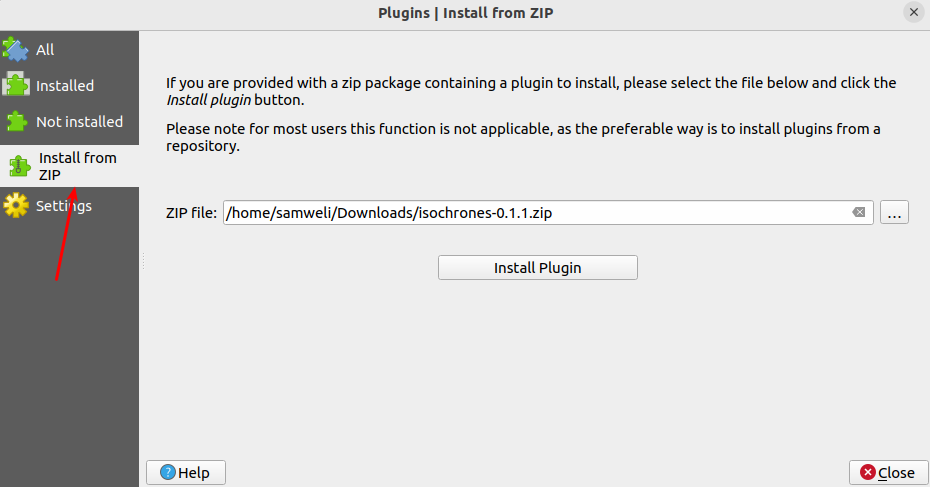 Plugins | Install from ZIP
All
Installed
Not installed
Install from
ZIP
Settings
If you are provided with a zip package containing a plugin to install, please select the file below and click the
Install plugin button.
Please note for most users this function is not applicable, as the preferable way is to install plugins from a
repository.
ZIP file: /home/samweli/Downloads/isochrones-0.1.1.zip
...
Install Plugin
Help
Close